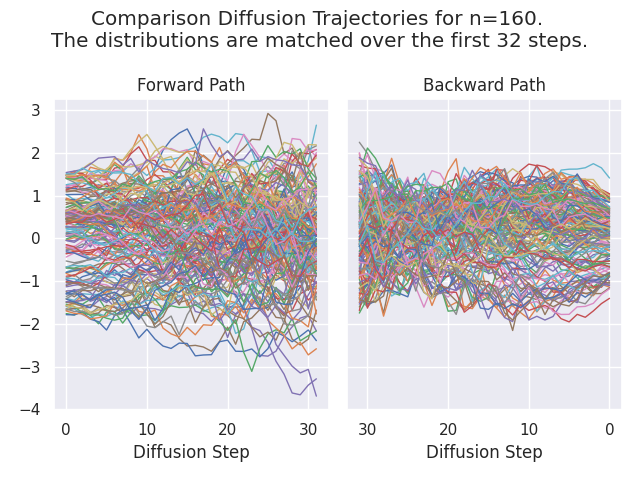 Comparison Diffusion Trajectories for n=160.
The distributions are matched over the first 32 steps.
Forward Path
Backward Path
3
2
1
0
−1
−2
−3
−4
0
10
20
30
30
20
10
0
Diffusion Step
Diffusion Step